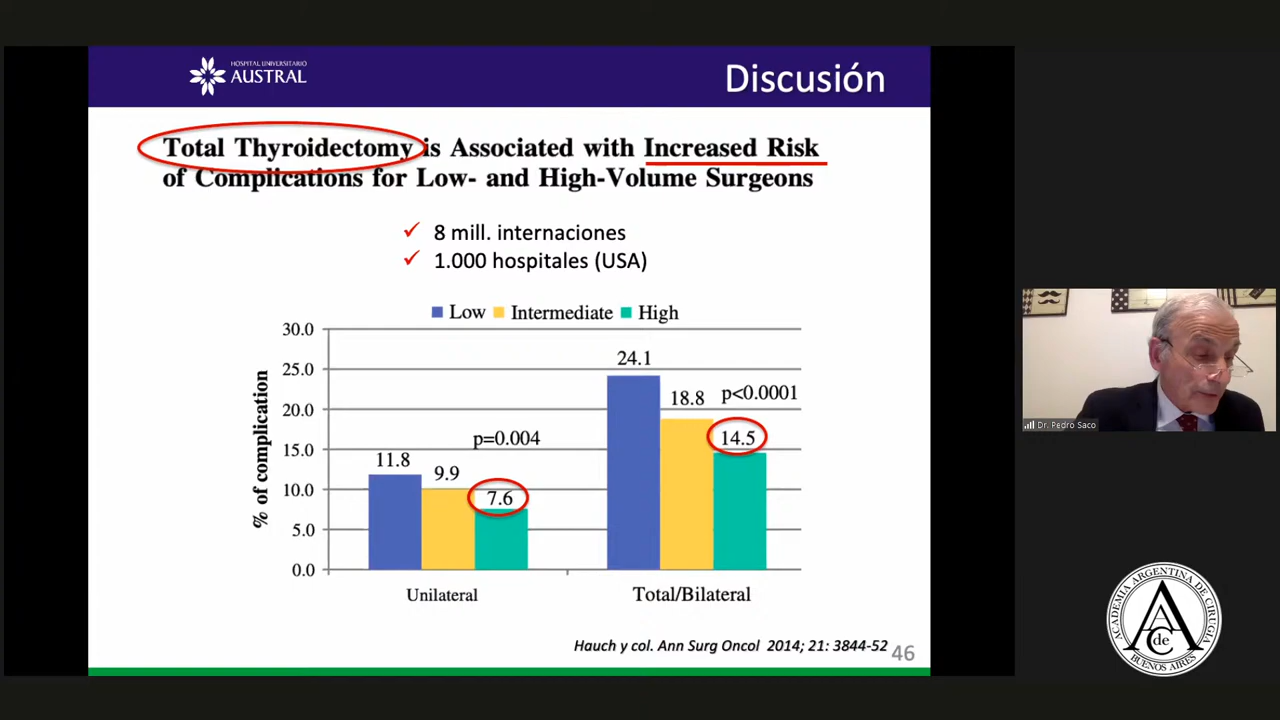 HOSPITAL UNIVERSITARIO
AUSTRAL
Discusión
Total Thyroidectomy is Associated with Increased Risk
of Complications for Low- and High-Volume Surgeons
8 mill. internaciones
1.000 hospitales (USA)
Low Intermediate High
% of complication
30.0
25.0
20.0
15.0
10.0
5.0
0.0
11.8
9.9
7.6
p=0.004
24.1
18.8
14.5
p<0.0001
Unilateral
Total/Bilateral
Hauch y col. Ann Surg Oncol 2014; 21: 3844-52
46
Dr. Pedro Saco
ACADEMIA ARGENTINA DE CIRUGÍA
AAC
de
BUENOS AIRES